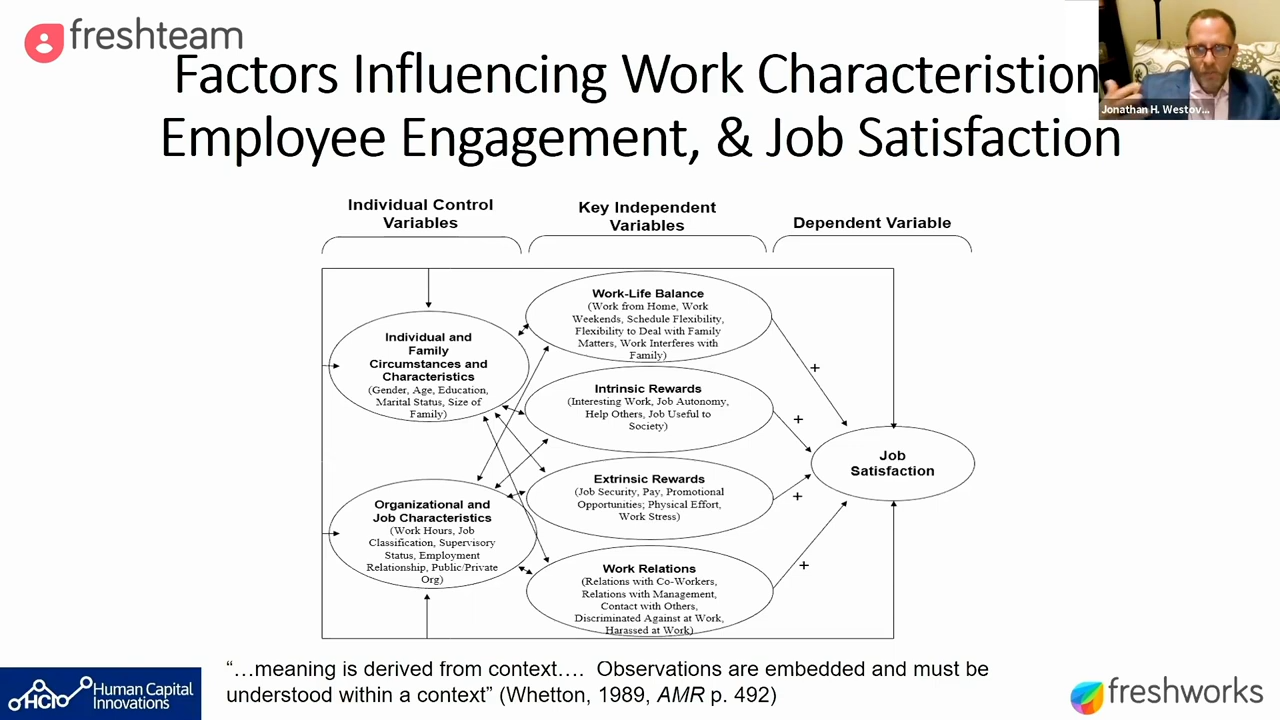 freshteam
Factors Influencing Work Characteristion
Employee Engagement, & Job Satisfaction
Jonathan H. Westov...
Individual Control
Variables
Key Independent
Variables
Dependent Variable
Work-Life Balance
(Work from Home, Work
Weekends, Schedule Flexibility,
Flexibility to Deal with Family
Matters, Work Interferes with
Family)
Individual and
Family
Circumstances and
Characteristics
(Gender, Age, Education,
Marital Status, Size of
Family)
Intrinsic Rewards
(Interesting Work, Job Autonomy,
Help Others, Job Useful to
Society)
Extrinsic Rewards
(Job Security, Pay, Promotional
Opportunities; Physical Effort,
Work Stress)
Organizational and
Job Characteristics
(Work Hours, Job
Classification, Supervisory
Status, Employment
Relationship, Public/Private
Org)
Work Relations
(Relations with Co-Workers,
Relations with Management,
Contact with Others,
Discriminated Against at Work,
Harassed at Work)
+
+
+
+
Job
Satisfaction
“…meaning is derived from context…. Observations are embedded and must be
understood within a context” (Whetton, 1989, AMR p. 492)
HCI
Human Capital
Innovations
freshworks